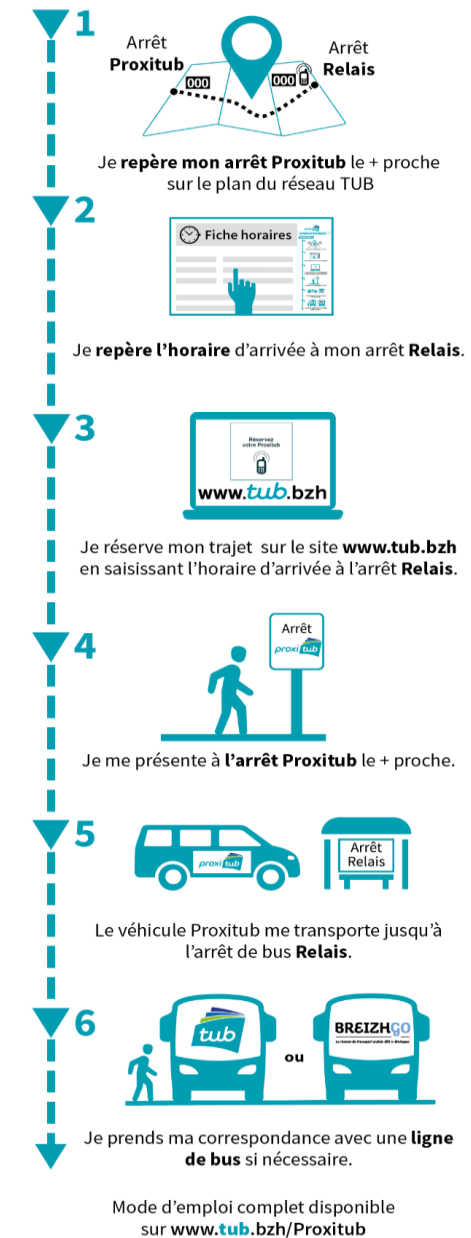 1
Arrêt
Proxitub
000
000
Arrêt
Relais
Je repère mon arrêt Proxitub le + proche
sur le plan du réseau TUB
2
Fiche horaires
Je repère l’horaire d’arrivée à mon arrêt Relais.
3
Réservez
votre Proxitub
www.tub.bzh
Je réserve mon trajet sur le site www.tub.bzh
en saisissant l’horaire d’arrivée à l’arrêt Relais.
4
Arrêt
proxitub
Je me présente à l’arrêt Proxitub le + proche.
5
proxitub
Arrêt
Relais
Le véhicule Proxitub me transporte jusqu’à
l’arrêt de bus Relais.
6
tub
ou
BREIZHGO
Je prends ma correspondance avec une ligne
de bus si nécessaire.
Mode d’emploi complet disponible
sur www.tub.bzh/Proxitub